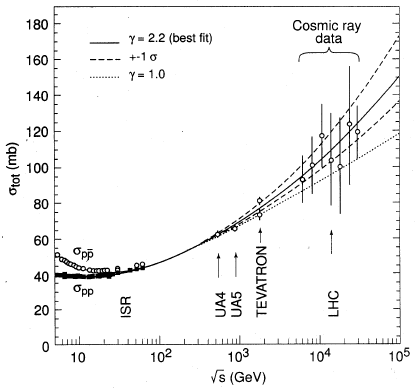 180
160
140
120
100
80
60
40
20
0
σtot (mb)
γ = 2.2 (best fit)
+-1 σ
γ = 1.0
Cosmic ray
data
σpp̅
σpp
ISR
UA4
UA5
TEVATRON
LHC
10
10²
10³
10⁴
10⁵
√s (GeV)